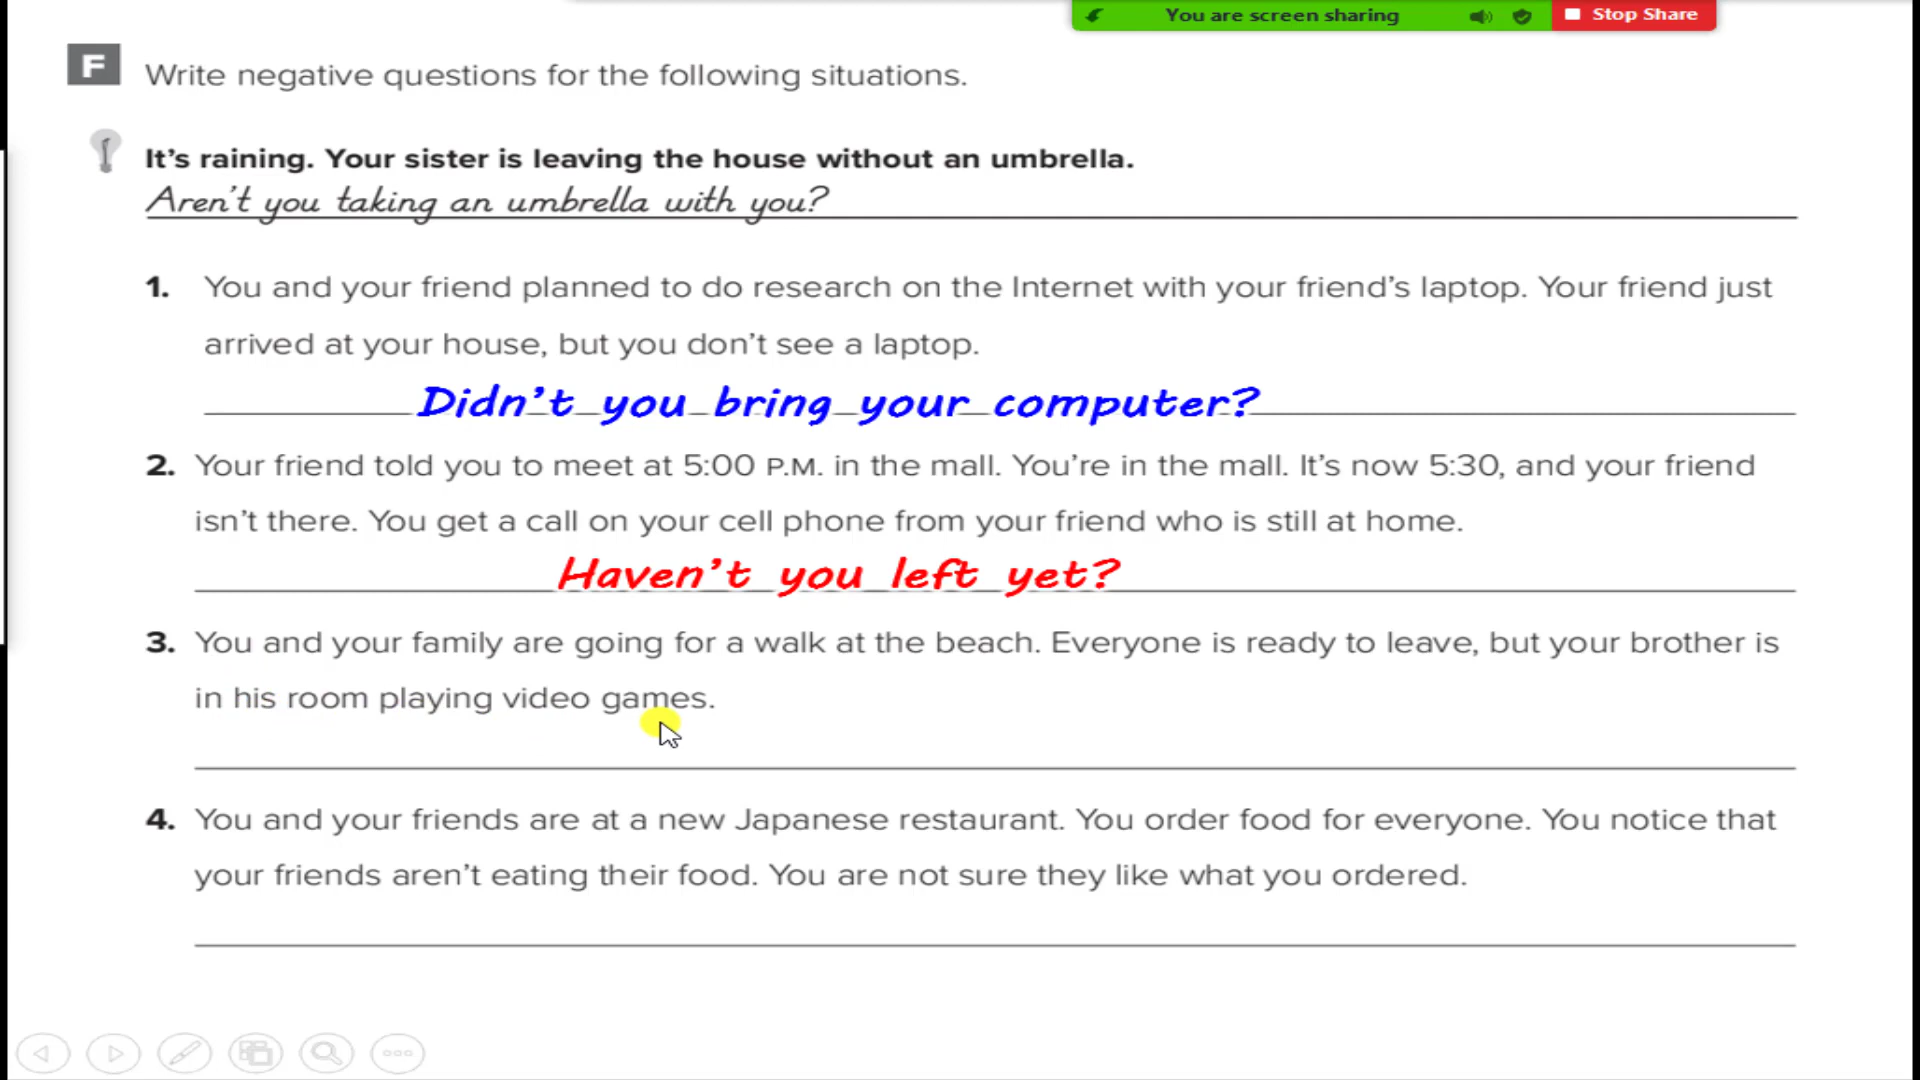 You are screen sharing
Stop Share
F Write negative questions for the following situations.
It's raining. Your sister is leaving the house without an umbrella.
Aren't you taking an umbrella with you?
1. You and your friend planned to do research on the Internet with your friend's laptop. Your friend just
arrived at your house, but you don't see a laptop.
Didn't you bring your computer?
2. Your friend told you to meet at 5:00 P.M. in the mall. You're in the mall. It's now 5:30, and your friend
isn't there. You get a call on your cell phone from your friend who is still at home.
Haven't you left yet?
3. You and your family are going for a walk at the beach. Everyone is ready to leave, but your brother is
in his room playing video games.
4. You and your friends are at a new Japanese restaurant. You order food for everyone. You notice that
your friends aren't eating their food. You are not sure they like what you ordered.